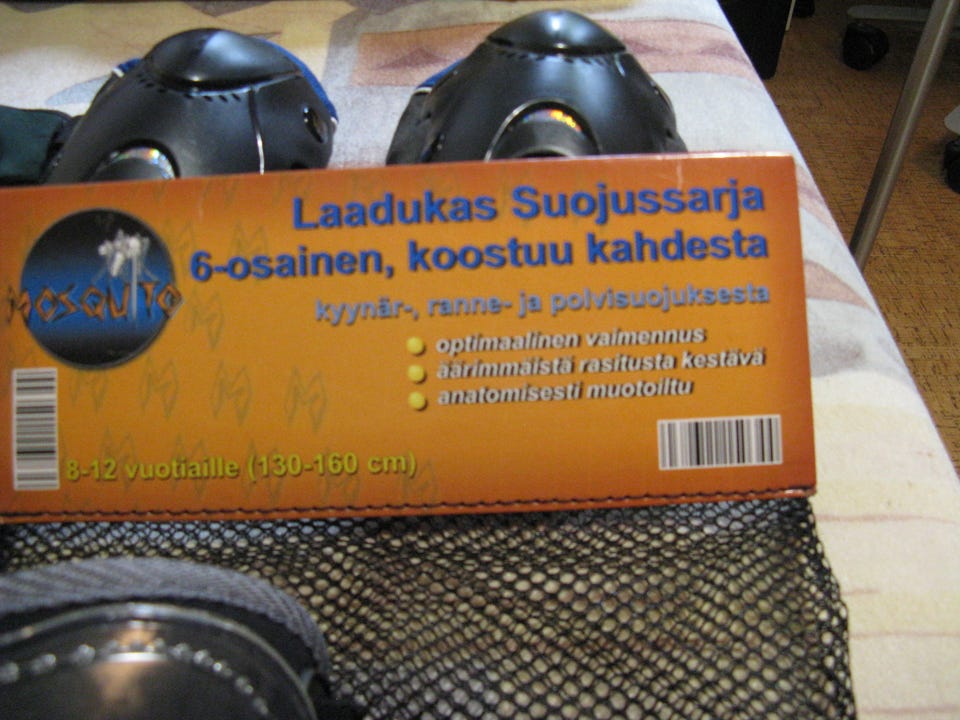 Laadukas Suojussarja
6-osainen, koostuu kahdesta
kyynär-, ranne- ja polvisuojuksesta
optimaalinen vaimennus
äärimmäistä rasitusta kestävä
anatomisesti muotoiltu
MOSQUITO
8-12 vuotiaille (130-160 cm)